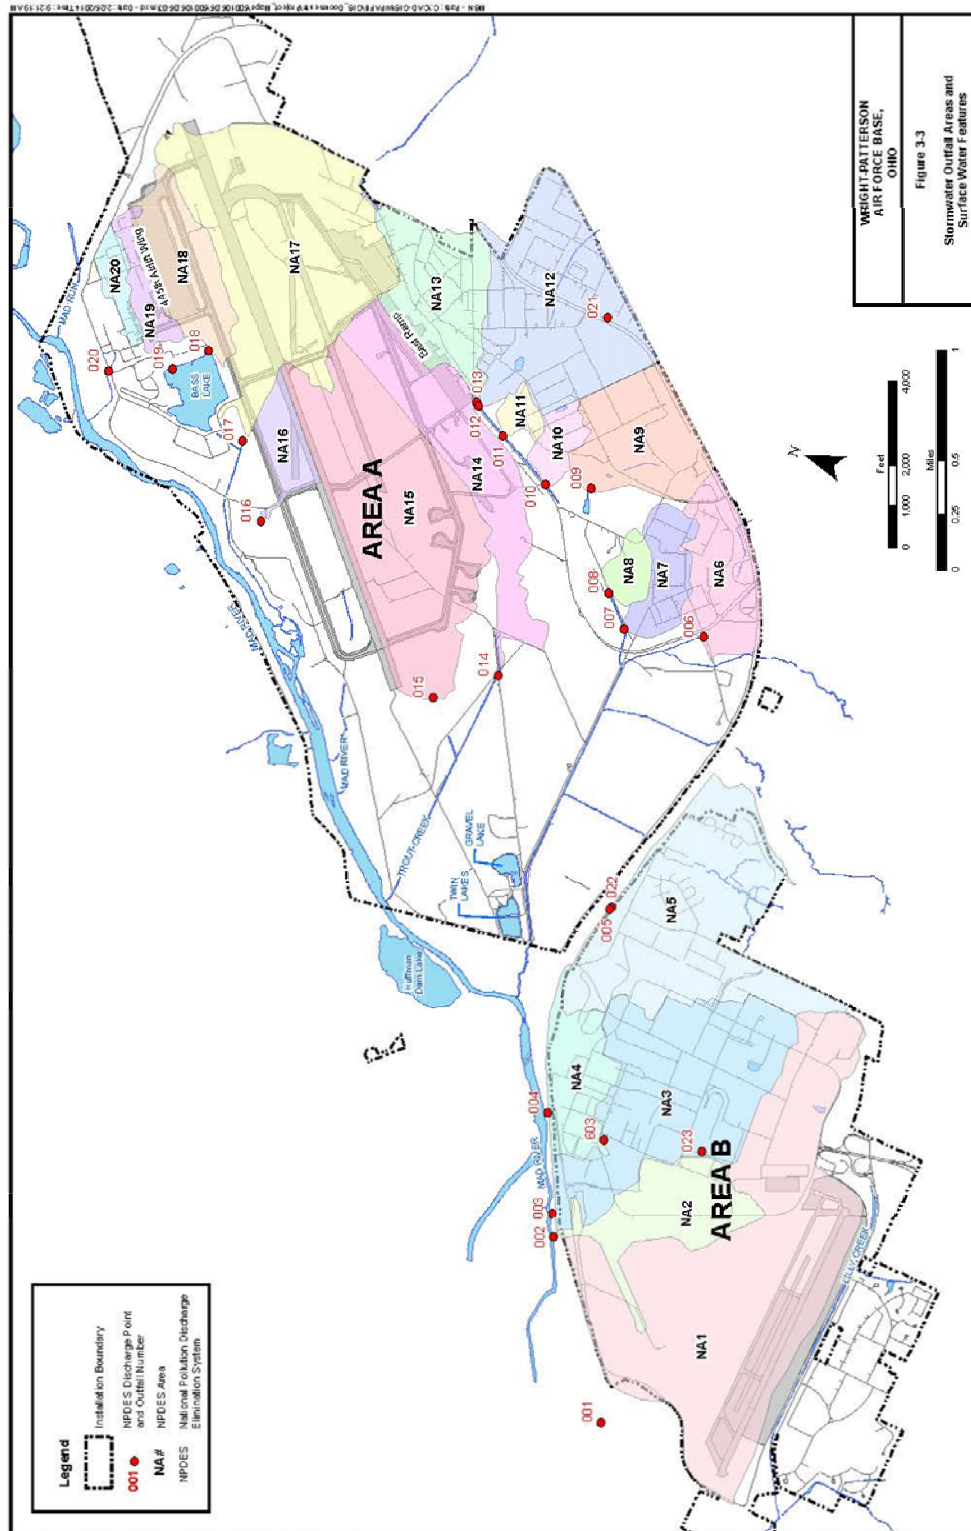 Legend
Installation Boundary
001
NPDES Discharge Point
and Outfall Number
NA#
NPDES Area
NPDES
National Pollution Discharge
Elimination System
MAD RUN
020
NA20
NA19
445th Airlift Wing
019
018
NA18
BASS
LAKE
017
NA17
016
NA16
MAD RIVER
AREA A
NA15
NA13
East Ramp
NA14
013
012
NA11
011
NA12
021
010
NA10
009
NA9
008
NA8
007
NA7
006
NA6
015
014
MAD RIVER
TROUT CREEK
GRAVEL
LAKE
TWIN
LAKES
Huffman
Dam Lake
005
022
NA5
004
NA4
603
NA3
023
MAD RIVER
003
002
NA2
AREA B
NA1
001
LILLY CREEK
N
Feet
0
1,000
2,000
4,000
Miles
0
0.25
0.5
1
WRIGHT-PATTERSON
AIR FORCE BASE,
OHIO
Figure 3-3
Stormwater Outfall Areas and
Surface Water Features